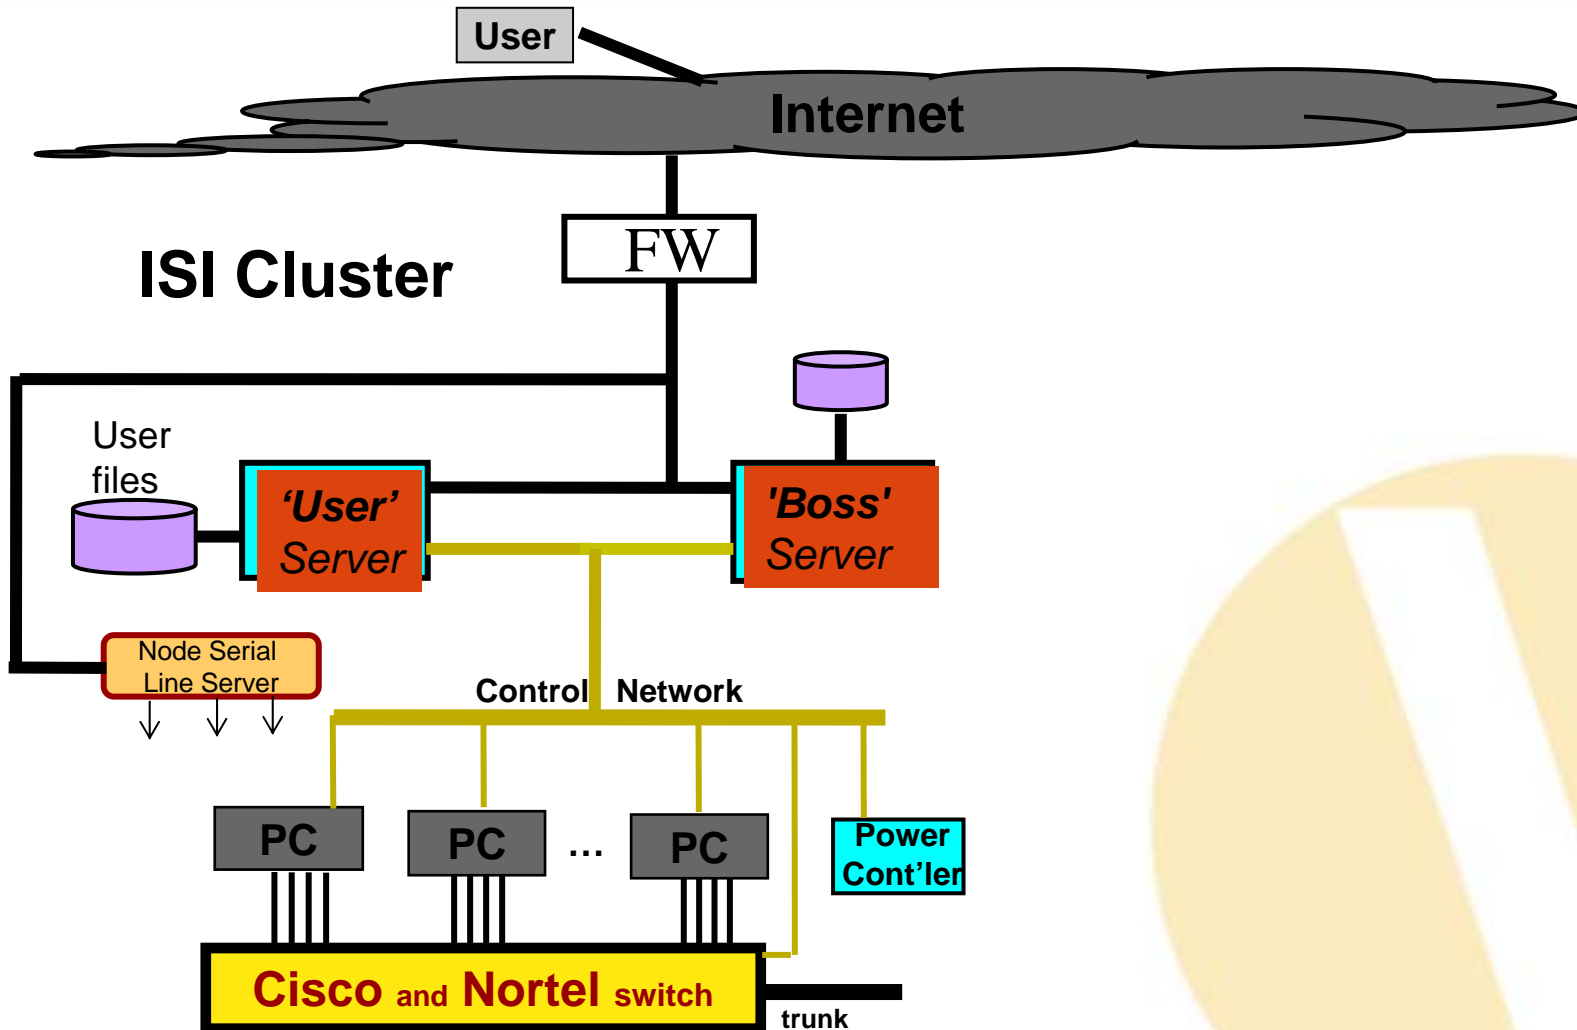 User
Internet
FW
ISI Cluster
User
files
‘User’
Server
'Boss'
Server
Node Serial
Line Server
Control Network
PC
PC
...
PC
Power
Cont’ler
Cisco and Nortel switch
trunk